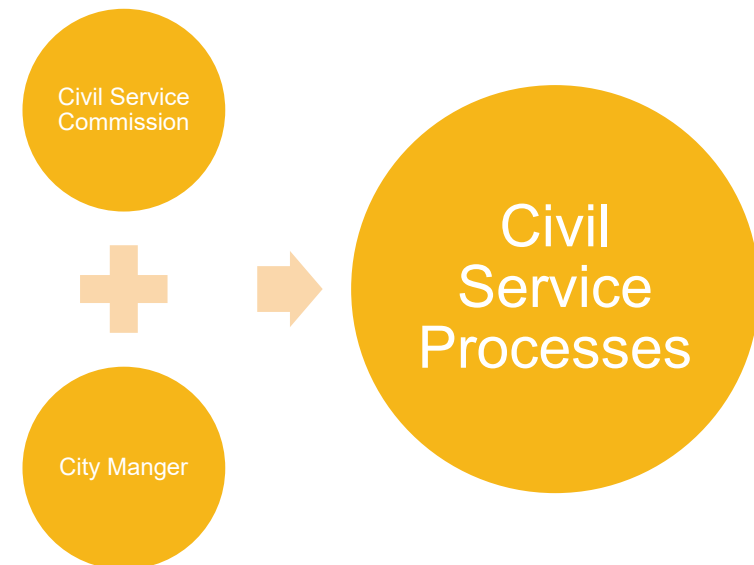 Civil Service
Commission
City Manger
Civil
Service
Processes